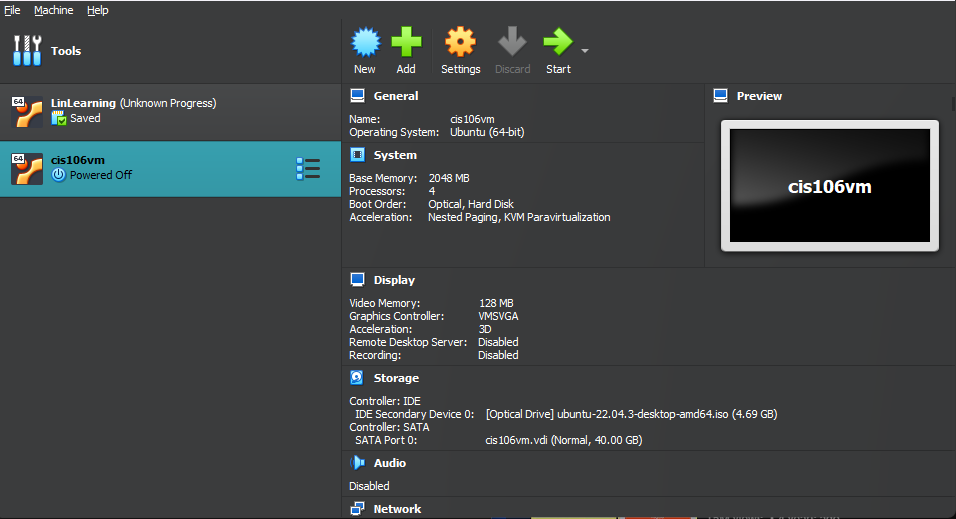 File Machine Help
Tools
New Add Settings Discard Start
64 LinLearning (Unknown Progress)
Saved
64 cis106vm
Powered Off
General
Name: cis106vm
Operating System: Ubuntu (64-bit)
System
Base Memory: 2048 MB
Processors: 4
Boot Order: Optical, Hard Disk
Acceleration: Nested Paging, KVM Paravirtualization
Preview
cis106vm
Display
Video Memory: 128 MB
Graphics Controller: VMSVGA
Acceleration: 3D
Remote Desktop Server: Disabled
Recording: Disabled
Storage
Controller: IDE
IDE Secondary Device 0: [Optical Drive] ubuntu-22.04.3-desktop-amd64.iso (4.69 GB)
Controller: SATA
SATA Port 0: cis106vm.vdi (Normal, 40.00 GB)
Audio
Disabled
Network